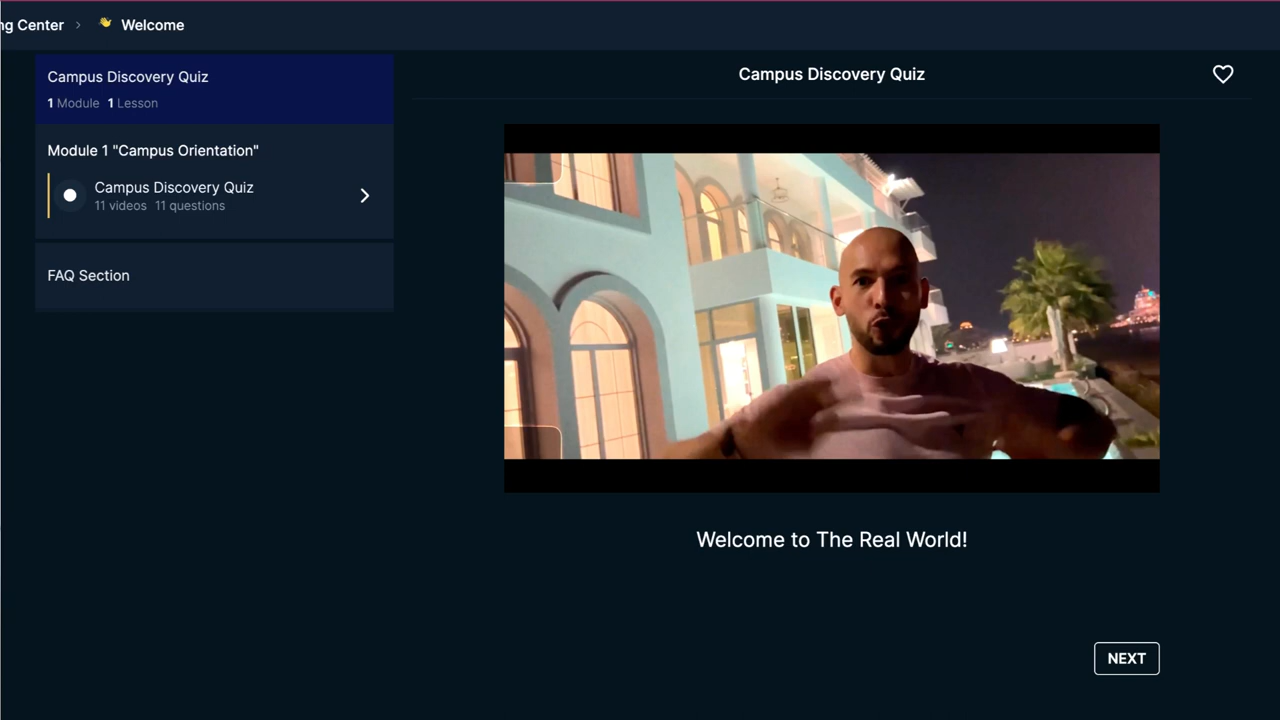 ng Center > 👋 Welcome
Campus Discovery Quiz
1 Module 1 Lesson
Module 1 "Campus Orientation"
Campus Discovery Quiz
11 videos 11 questions
FAQ Section
Campus Discovery Quiz
Welcome to The Real World!
NEXT